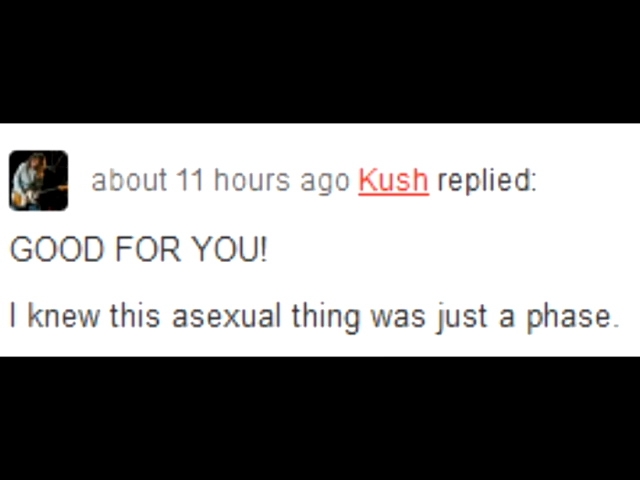 about 11 hours ago Kush replied:
GOOD FOR YOU!
I knew this asexual thing was just a phase.